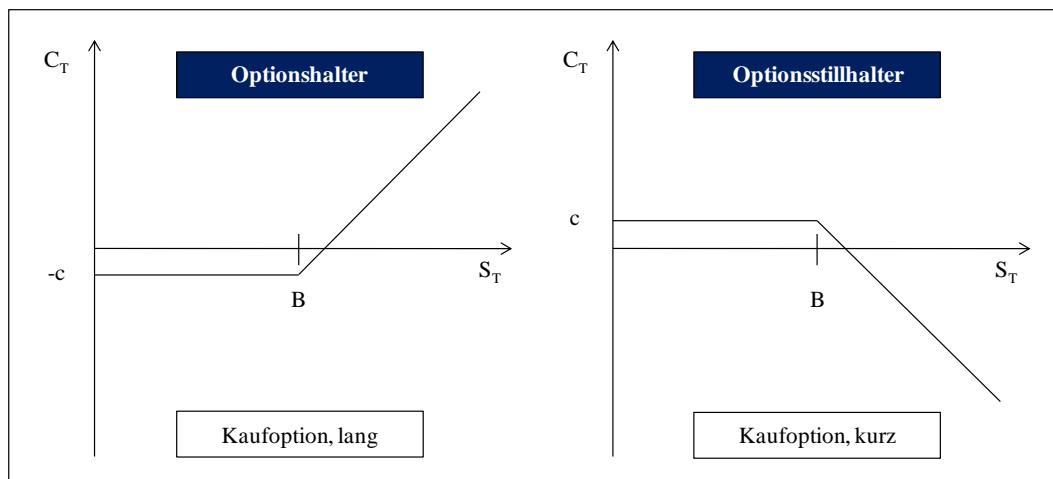 C_T
Optionshalter
-c
B
S_T
Kaufoption, lang
C_T
Optionsstillhalter
c
B
S_T
Kaufoption, kurz